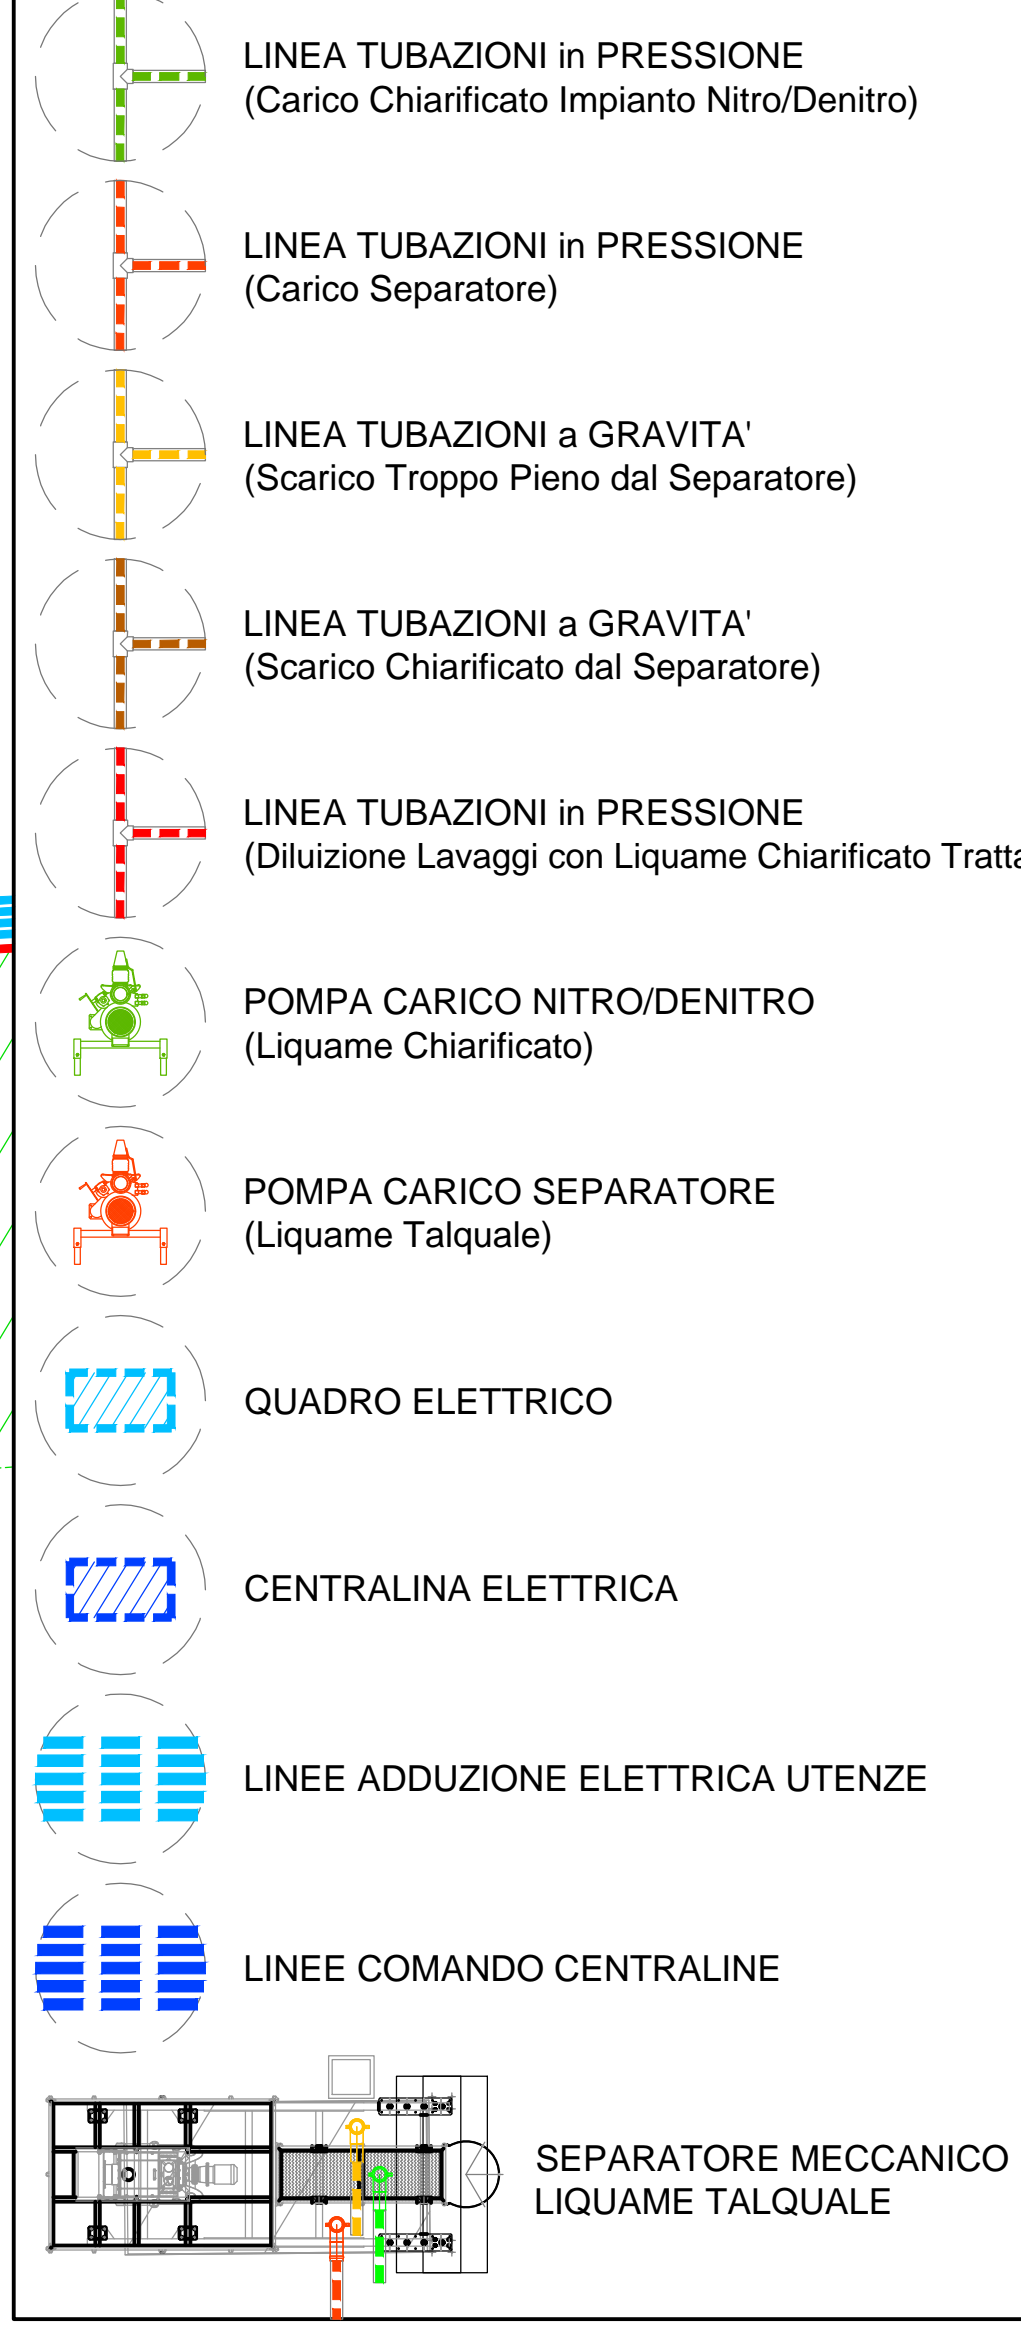 LINEA TUBAZIONI in PRESSIONE
(Carico Chiarificato Impianto Nitro/Denitro)
LINEA TUBAZIONI in PRESSIONE
(Carico Separatore)
LINEA TUBAZIONI a GRAVITA'
(Scarico Troppo Pieno dal Separatore)
LINEA TUBAZIONI a GRAVITA'
(Scarico Chiarificato dal Separatore)
LINEA TUBAZIONI in PRESSIONE
(Diluizione Lavaggi con Liquame Chiarificato
POMPA CARICO NITRO/DENITRO
(Liquame Chiarificato)
POMPA CARICO SEPARATORE
(Liquame Talquale)
QUADRO ELETTRICO
CENTRALINA ELETTRICA
LINEE ADDUZIONE ELETTRICA UTENZE
LINEE COMANDO CENTRALINE
SEPARATORE MECCANICO
LIQUAME TALQUALE